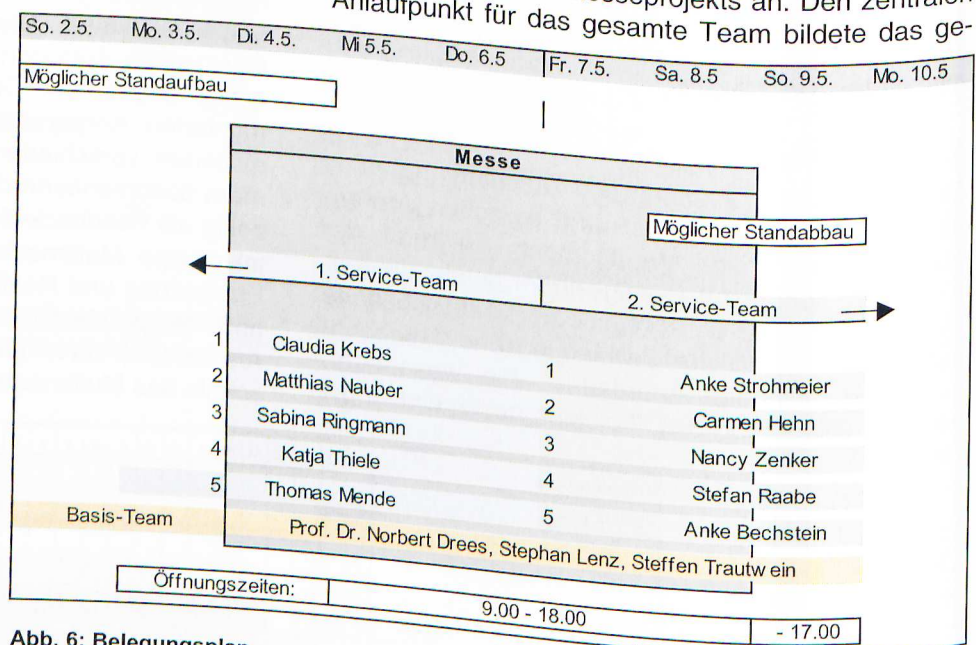 Anlaufpunkt für das gesamte Team bildete das ge-
So. 2.5. Mo. 3.5. Di. 4.5. Mi 5.5. Do. 6.5 Fr. 7.5. Sa. 8.5 So. 9.5. Mo. 10.5
Möglicher Standaufbau
Messe
Möglicher Standabbau
1. Service-Team
2. Service-Team
1 Claudia Krebs 1 Anke Strohmeier
2 Matthias Nauber 2 Carmen Hehn
3 Sabina Ringmann 3 Nancy Zenker
4 Katja Thiele 4 Stefan Raabe
5 Thomas Mende 5 Anke Bechstein
Basis-Team Prof. Dr. Norbert Drees, Stephan Lenz, Steffen Trautwein
Öffnungszeiten: 9.00 - 18.00 - 17.00
Abb. 6: Belegungsplan